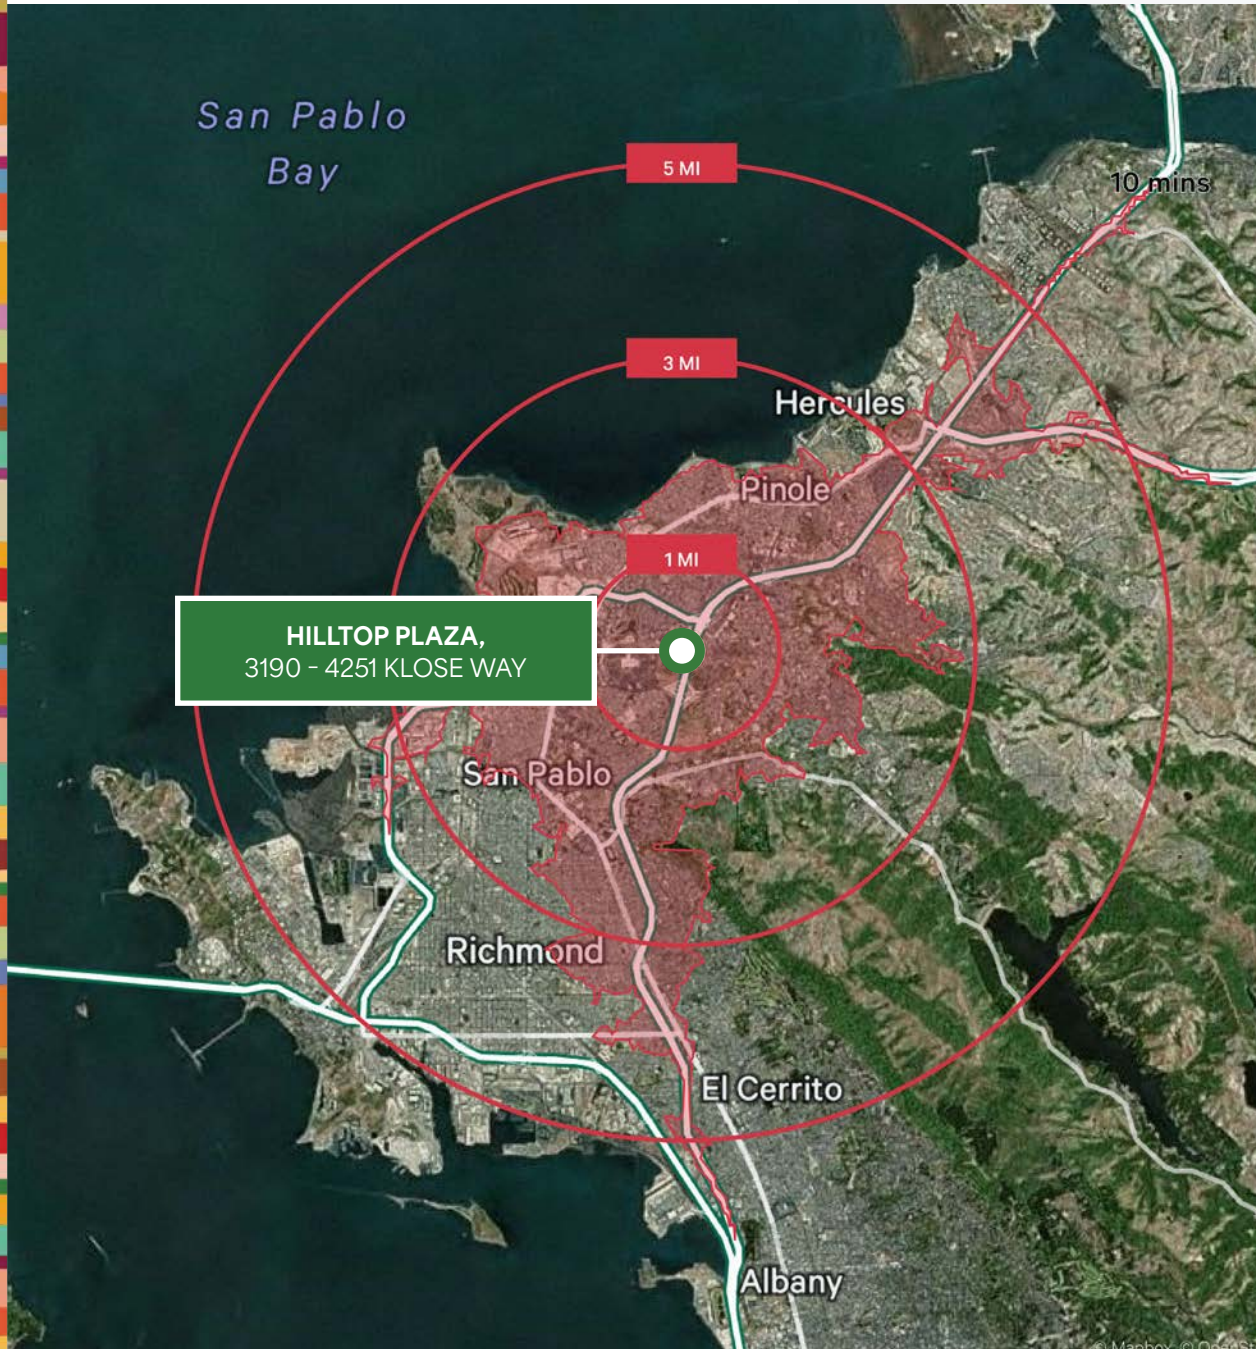 San Pablo
Bay
5 MI
10 mins
3 MI
Hercules
Pinole
1 MI
HILLTOP PLAZA,
3190 - 4251 KLOSE WAY
San Pablo
Richmond
El Cerrito
Albany